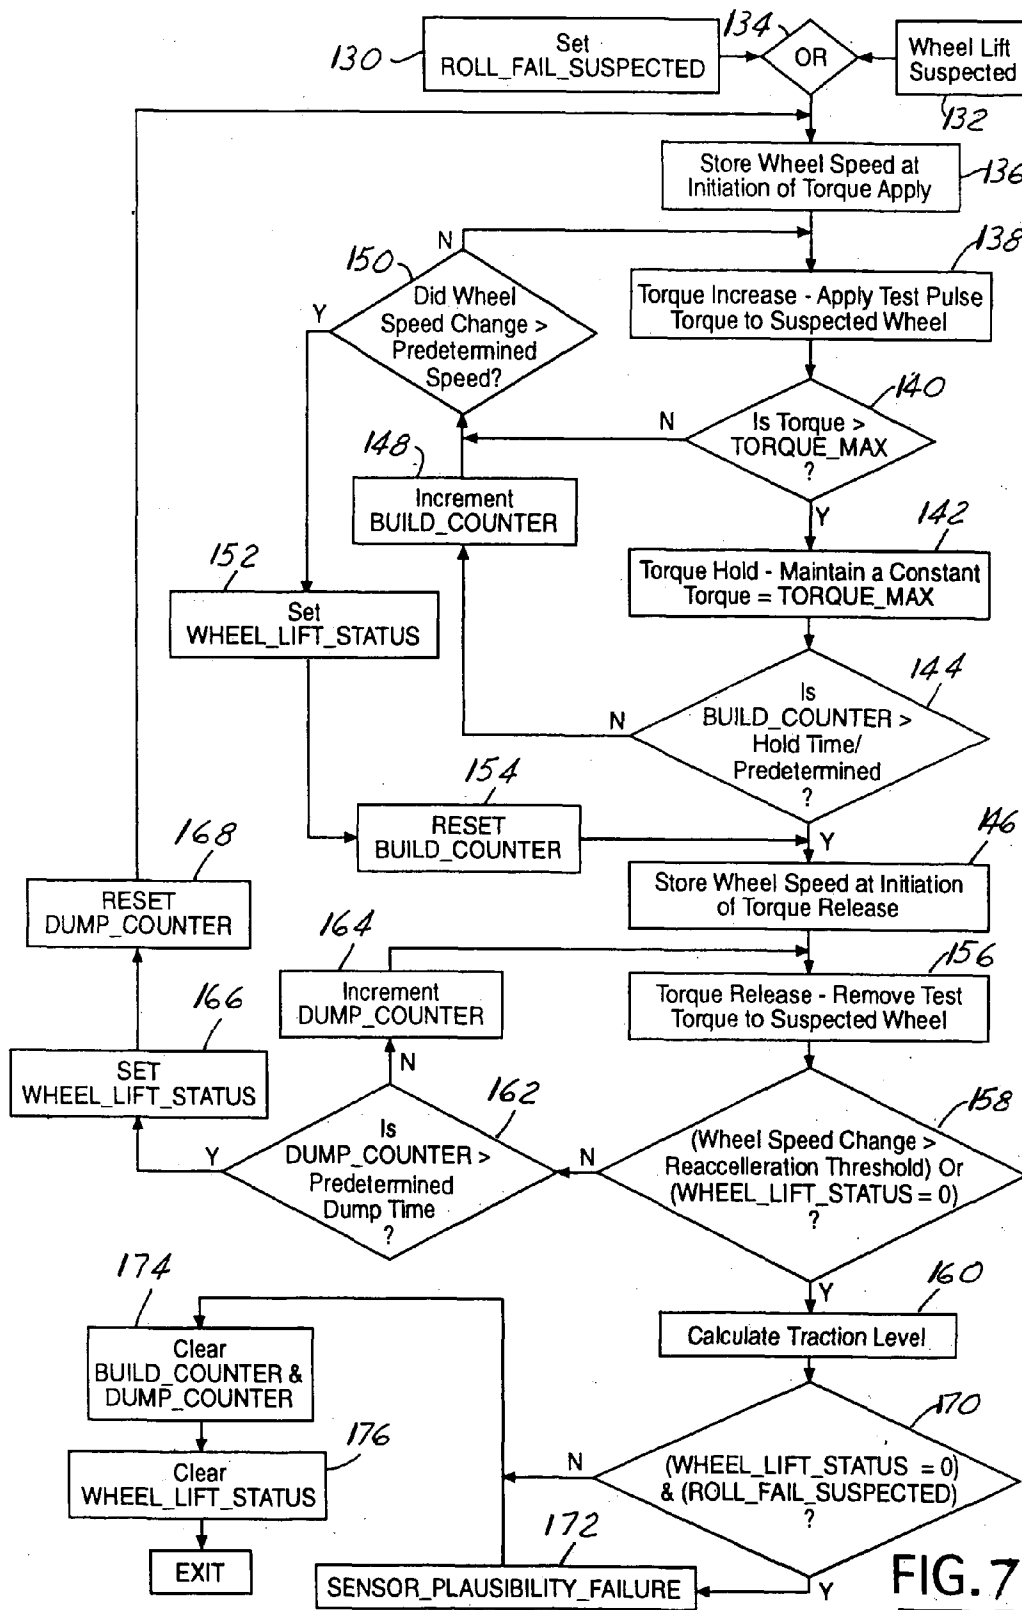 134
130
Set
ROLL_FAIL_SUSPECTED
OR
Wheel Lift
Suspected
132
Store Wheel Speed at
Initiation of Torque Apply
136
N
150
138
Did Wheel
Speed Change >
Predetermined
Speed?
Y
Torque Increase - Apply Test Pulse
Torque to Suspected Wheel
140
Is Torque >
TORQUE_MAX
?
N
Y
148
Increment
BUILD_COUNTER
142
Torque Hold - Maintain a Constant
Torque = TORQUE_MAX
152
Set
WHEEL_LIFT_STATUS
144
Is
BUILD_COUNTER >
Hold Time/
Predetermined
?
N
Y
154
RESET
BUILD_COUNTER
146
Store Wheel Speed at Initiation
of Torque Release
168
RESET
DUMP_COUNTER
164
Increment
DUMP_COUNTER
156
Torque Release - Remove Test
Torque to Suspected Wheel
166
SET
WHEEL_LIFT_STATUS
N
162
Is
DUMP_COUNTER >
Predetermined
Dump Time
?
Y
158
(Wheel Speed Change >
Reaccelleration Threshold) Or
(WHEEL_LIFT_STATUS = 0)
?
N
Y
160
Calculate Traction Level
174
Clear
BUILD_COUNTER &
DUMP_COUNTER
170
(WHEEL_LIFT_STATUS = 0)
& (ROLL_FAIL_SUSPECTED)
?
N
Y
176
Clear
WHEEL_LIFT_STATUS
EXIT
172
SENSOR_PLAUSIBILITY_FAILURE
FIG. 7